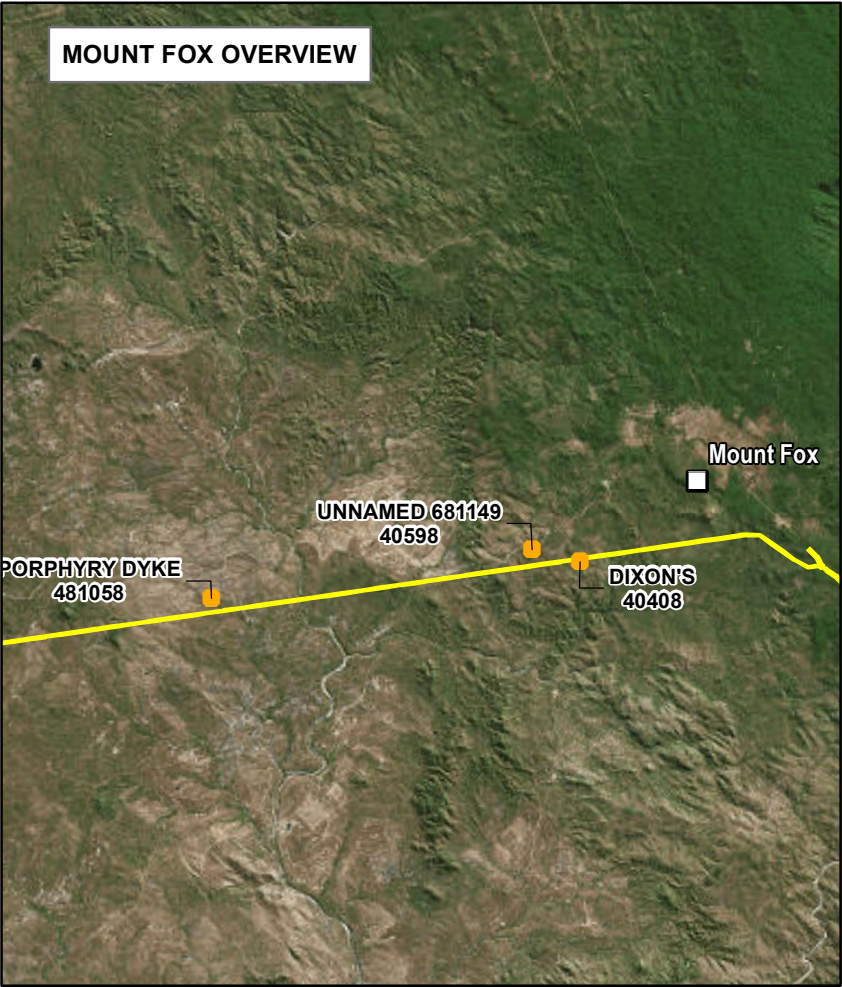 MOUNT FOX OVERVIEW
Mount Fox
UNNAMED 681149
40598
PORPHYRY DYKE
481058
DIXON'S
40408